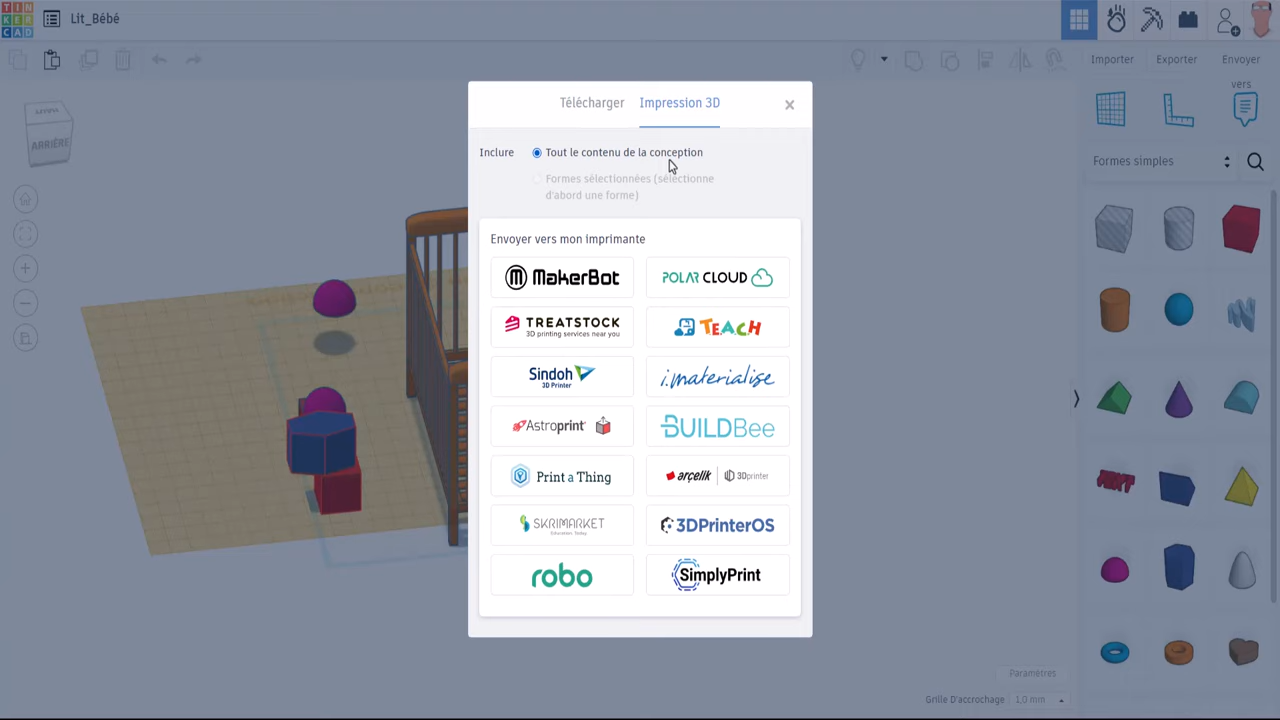 TINKERCAD
Lit_Bébé
Importer
Exporter
Envoyer vers
ARRIÈRE
Télécharger
Impression 3D
Inclure
Tout le contenu de la conception
Formes sélectionnées (sélectionne
d'abord une forme)
Envoyer vers mon imprimante
MakerBot
POLAR CLOUD
TREATSTOCK
3D printing services near you
TEACH
Sindoh
3D Printer
i.materialise
Astroprint
BUILDBee
Print a Thing
arçelik
3Dprinter
SKRIMARKET
Education Today
3DPrinterOS
robo
SimplyPrint
Formes simples
Paramètres
Grille D'accrochage
1,0 mm